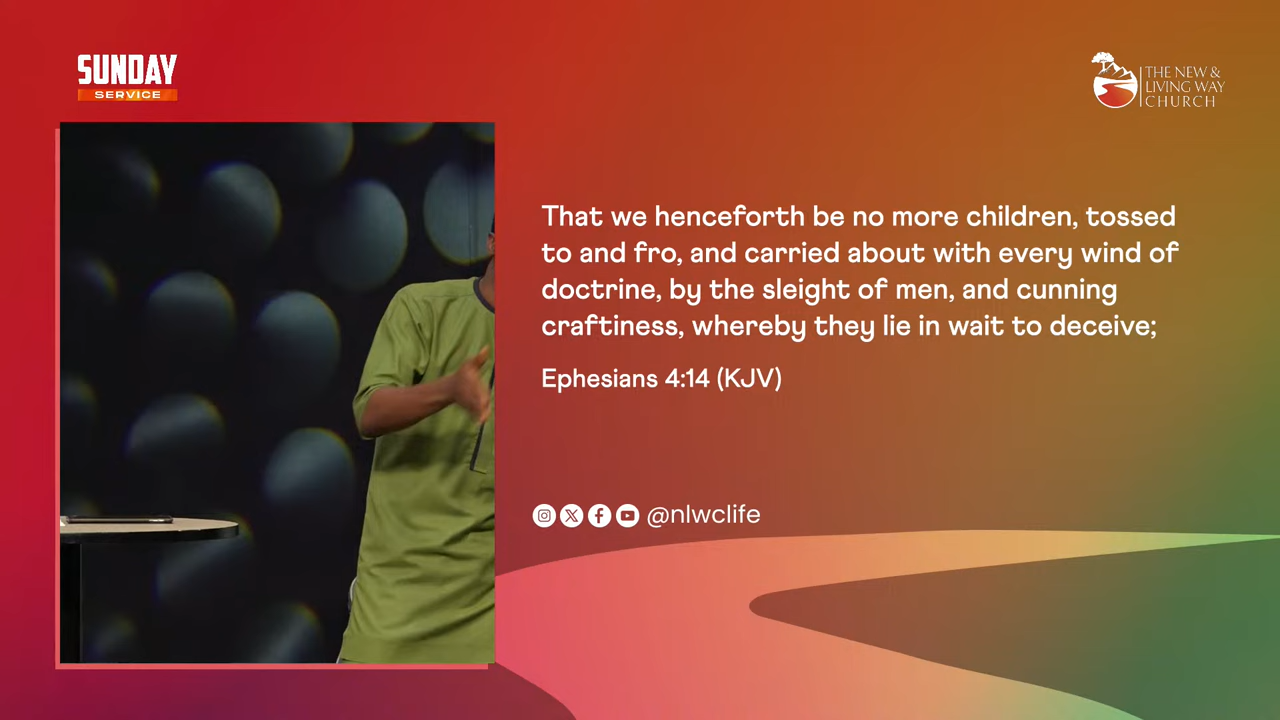 SUNDAY
SERVICE
THE NEW &
LIVING WAY
CHURCH
That we henceforth be no more children, tossed
to and fro, and carried about with every wind of
doctrine, by the sleight of men, and cunning
craftiness, whereby they lie in wait to deceive;
Ephesians 4:14 (KJV)
@nlwclife